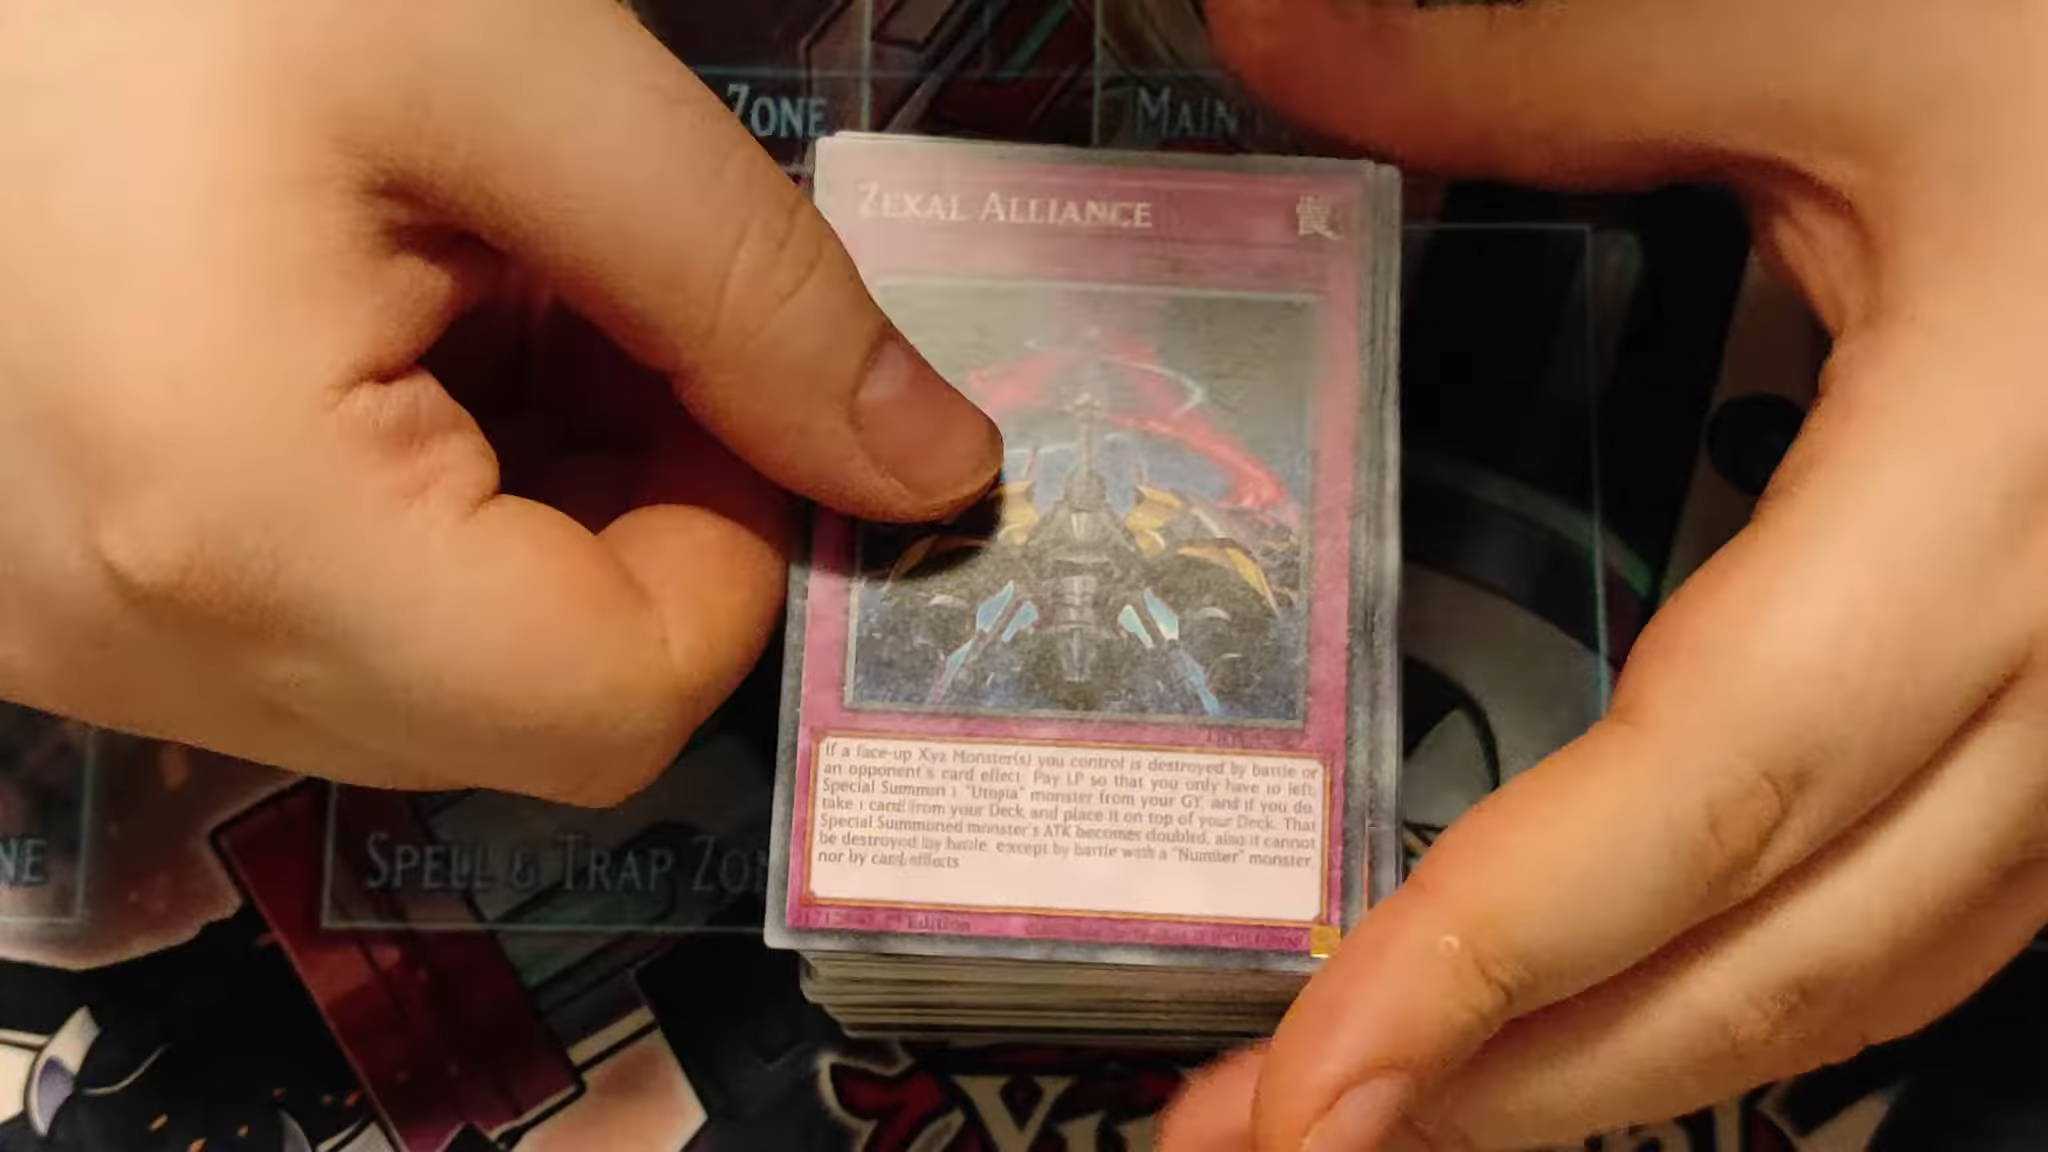 ZONE
MAIN
ZEXAL ALLIANCE
罠
If a face-up Xyz Monster(s) you control is destroyed by battle or
an opponent's card effect: Pay LP so that you only have 10 left;
Special Summon 1 "Utopia" monster from your GY, and if you do,
take 1 card from your Deck and place it on top of your Deck. That
Special Summoned monster's ATK becomes doubled, also it cannot
be destroyed by battle, except by battle with a "Number" monster,
nor by card effects.
Edition
NE
SPELL & TRAP ZON